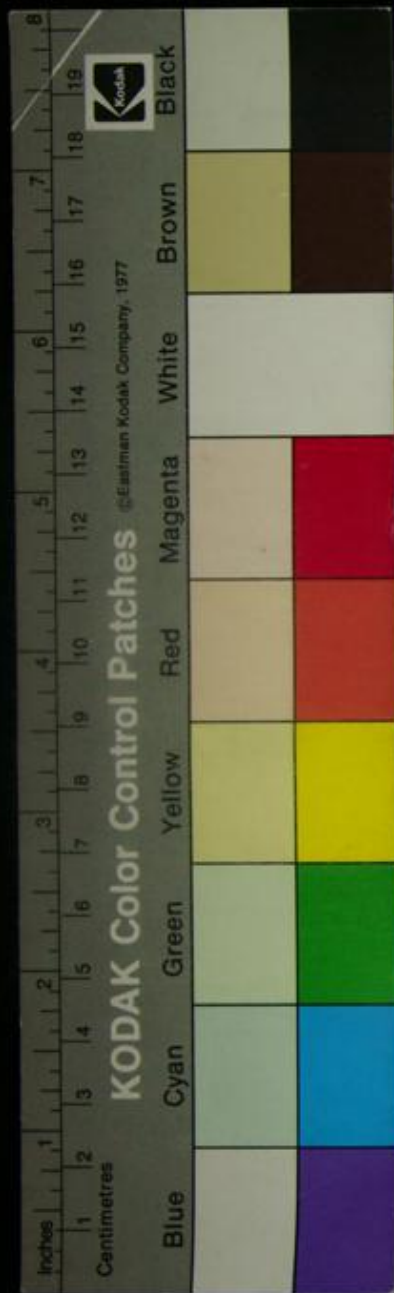 Inches 1 2 3 4 5 6 7 8
Centimetres 1 2 3 4 5 6 7 8 9 10 11 12 13 14 15 16 17 18 19
KODAK Color Control Patches ©Eastman Kodak Company, 1977 Kodak
Blue Cyan Green Yellow Red Magenta White Brown Black